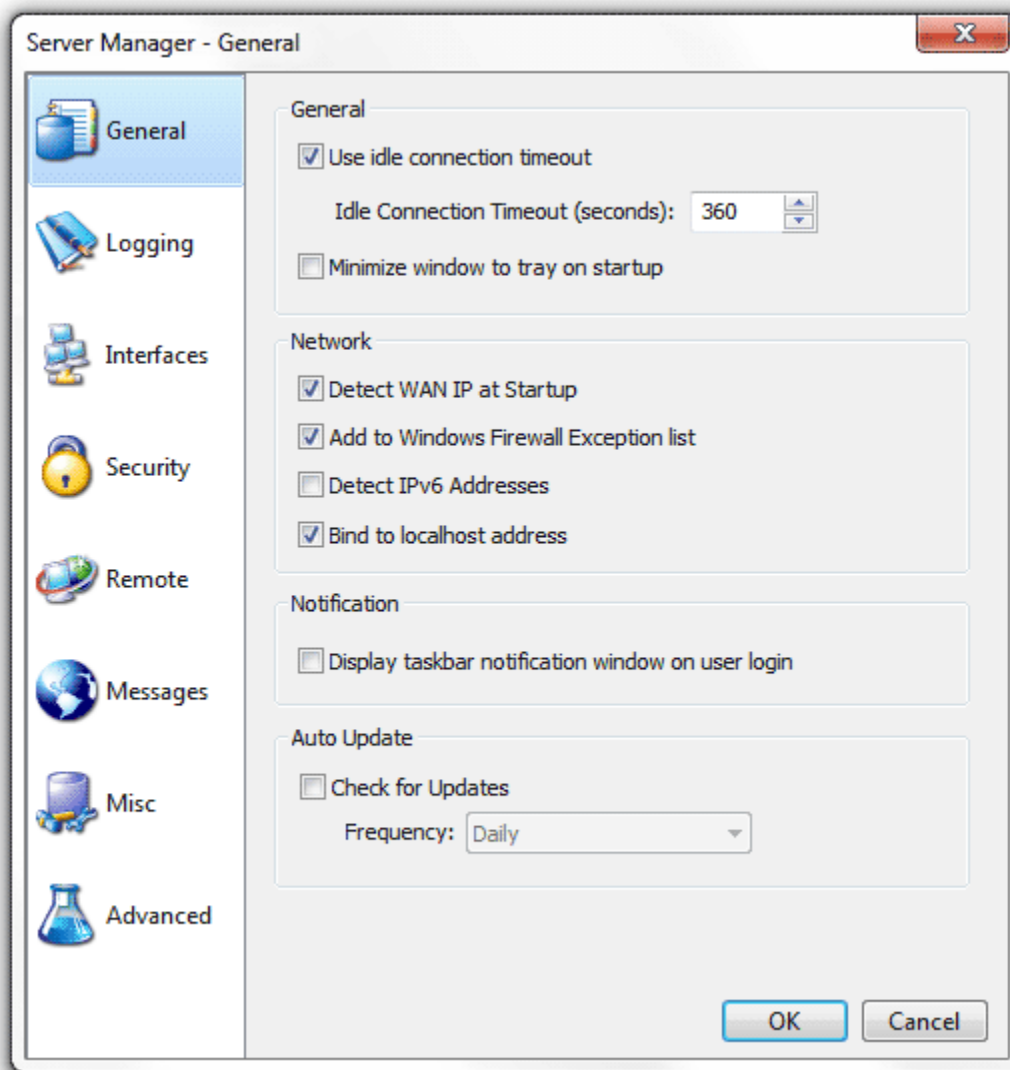 Server Manager - General
General
Logging
Interfaces
Security
Remote
Messages
Misc
Advanced
General
Use idle connection timeout
Idle Connection Timeout (seconds): 360
Minimize window to tray on startup
Network
Detect WAN IP at Startup
Add to Windows Firewall Exception list
Detect IPv6 Addresses
Bind to localhost address
Notification
Display taskbar notification window on user login
Auto Update
Check for Updates
Frequency: Daily
OK Cancel